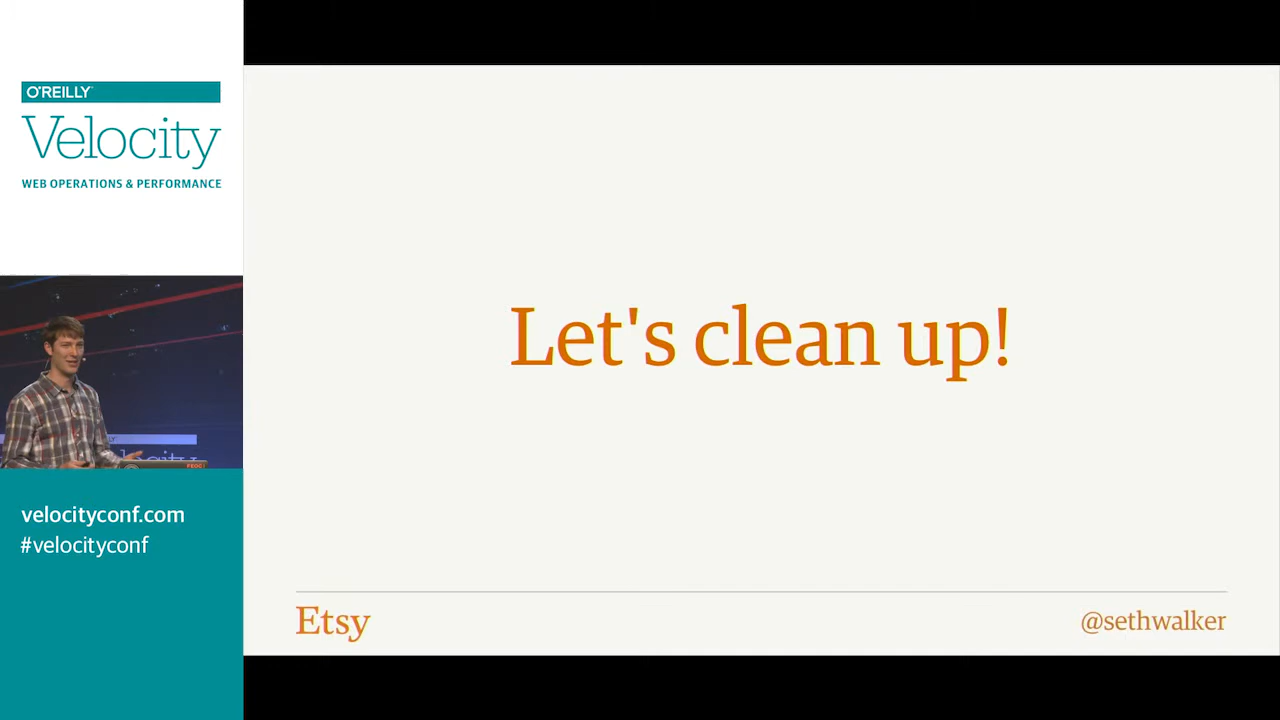 O'REILLY
Velocity
WEB OPERATIONS & PERFORMANCE
velocityconf.com
#velocityconf
Let's clean up!
Etsy
@sethwalker